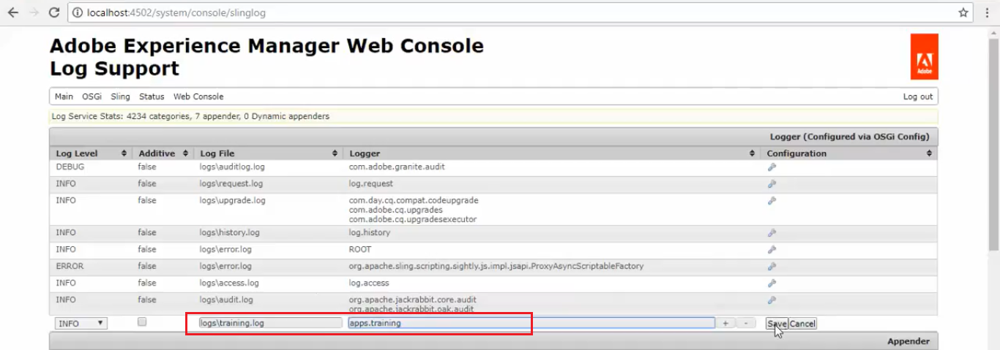 localhost:4502/system/console/slinglog
Adobe Experience Manager Web Console
Log Support
Adobe
Main OSGi Sling Status Web Console Log out
Log Service Stats: 4234 categories, 7 appender, 0 Dynamic appenders
Logger (Configured via OSGi Config)
Log Level Additive Log File Logger Configuration
DEBUG false logs\auditlog.log com.adobe.granite.audit
INFO false logs\request.log log.request
INFO false logs\upgrade.log com.day.cq.compat.codeupgrade
com.adobe.cq.upgrades
com.adobe.cq.upgradesexecutor
INFO false logs\history.log log.history
INFO false logs\error.log ROOT
ERROR false logs\error.log org.apache.sling.scripting.sightly.js.impl.jsapi.ProxyAsyncScriptableFactory
INFO false logs\access.log log.access
INFO false logs\audit.log org.apache.jackrabbit.core.audit
org.apache.jackrabbit.oak.audit
INFO logs\training.log apps.training + - Save Cancel
Appender